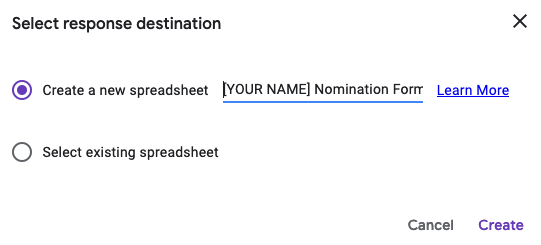 Select response destination
Create a new spreadsheet [YOUR NAME] Nomination Form Learn More
Select existing spreadsheet
Cancel Create